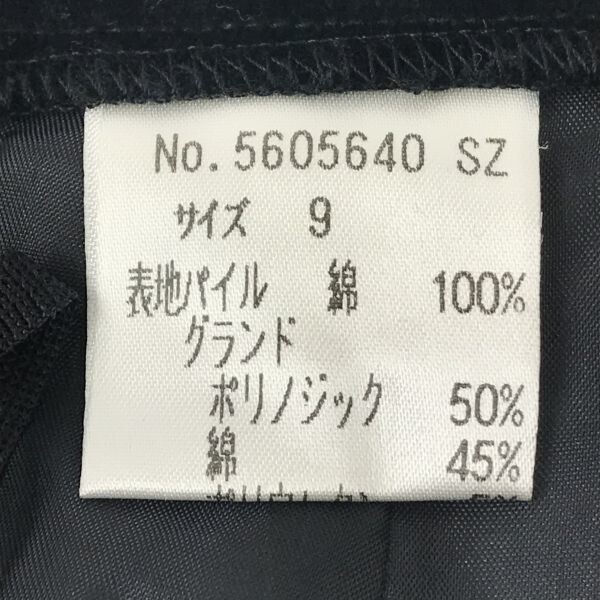 No.5605640 SZ
サイズ 9
表地パイル 綿 100%
グランド
ポリノジック 50%
綿 45%